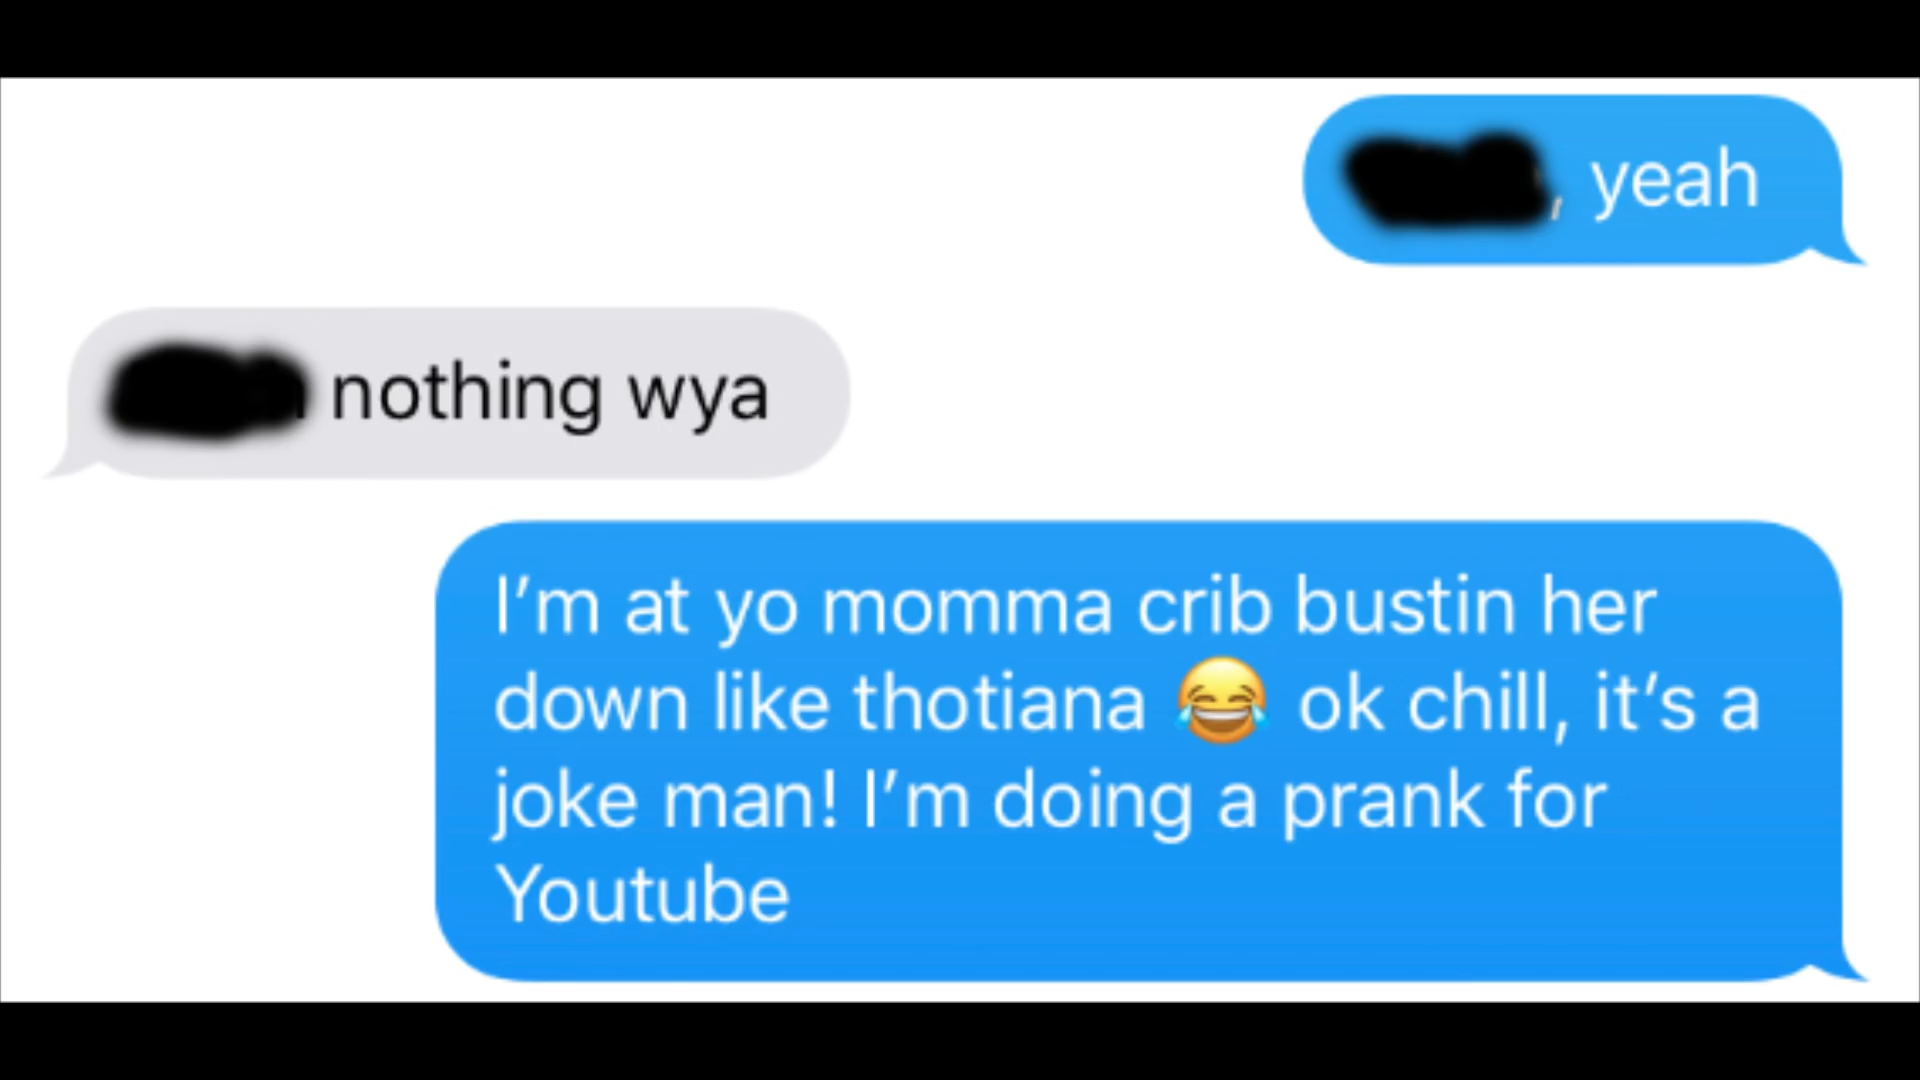 , yeah
nothing wya
I'm at yo momma crib bustin her
down like thotiana 😂 ok chill, it's a
joke man! I'm doing a prank for
Youtube